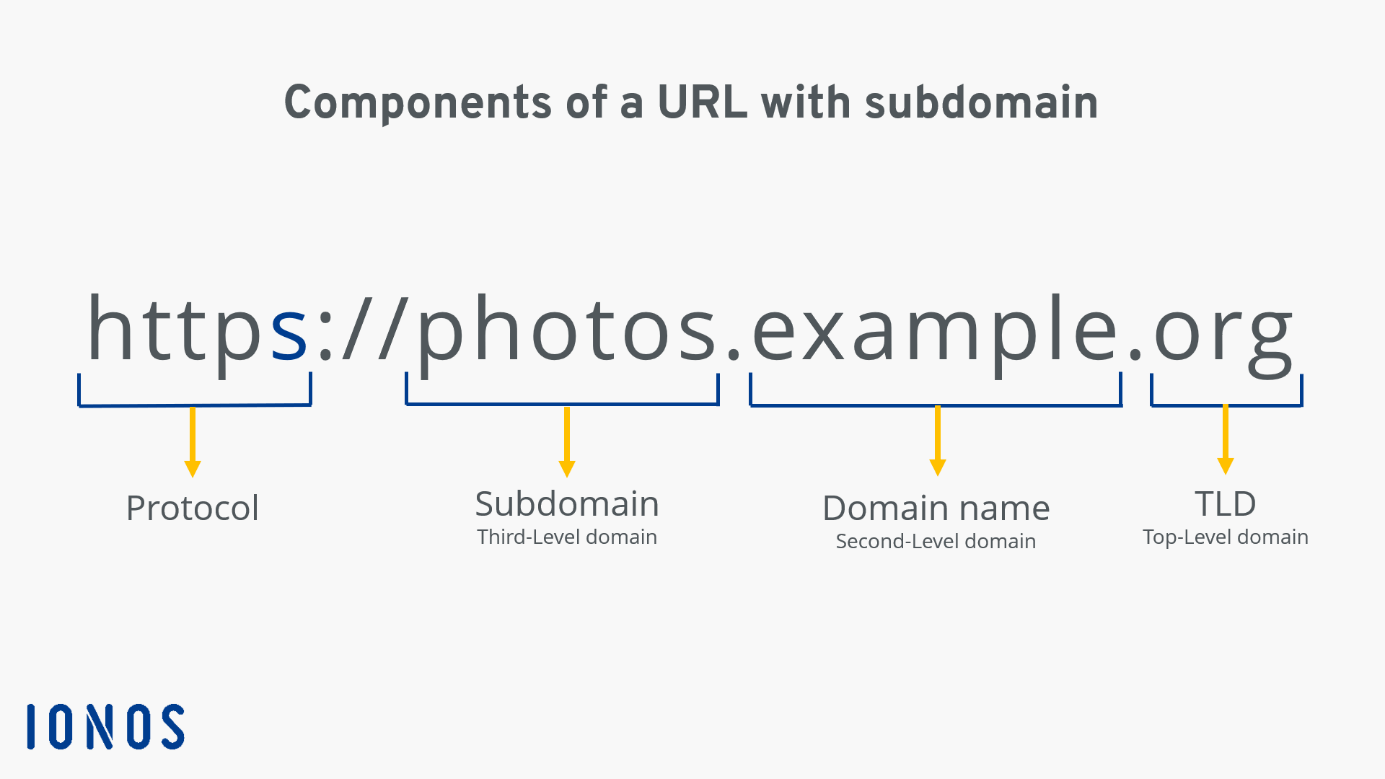 Components of a URL with subdomain
https://photos.example.org
Protocol
Subdomain
Third-Level domain
Domain name
Second-Level domain
TLD
Top-Level domain
IONOS